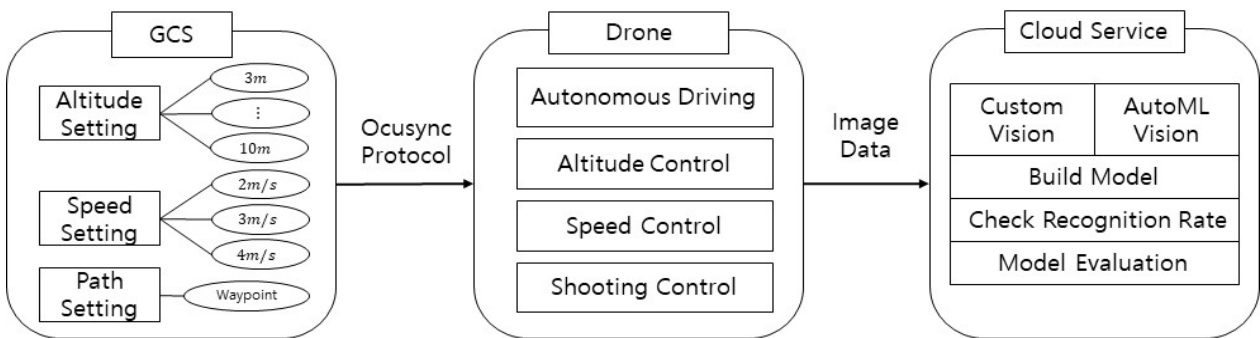 GCS
Altitude
Setting
3m
⋮
10m
Speed
Setting
2m/s
3m/s
4m/s
Path
Setting
Waypoint
Ocusync
Protocol
Drone
Autonomous Driving
Altitude Control
Speed Control
Shooting Control
Image
Data
Cloud Service
Custom
Vision
AutoML
Vision
Build Model
Check Recognition Rate
Model Evaluation